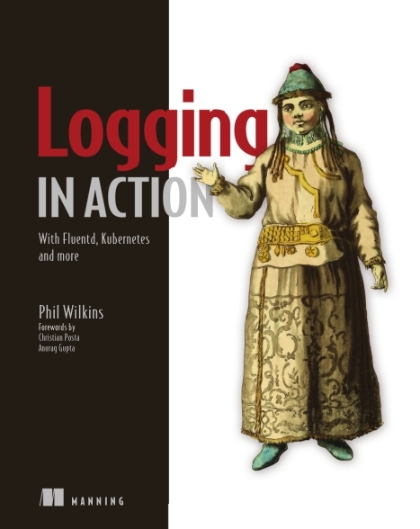 Logging
IN ACTION
With Fluentd, Kubernetes
and more
Phil Wilkins
Forewords by
Christian Posta
Anurag Gupta
MANNING